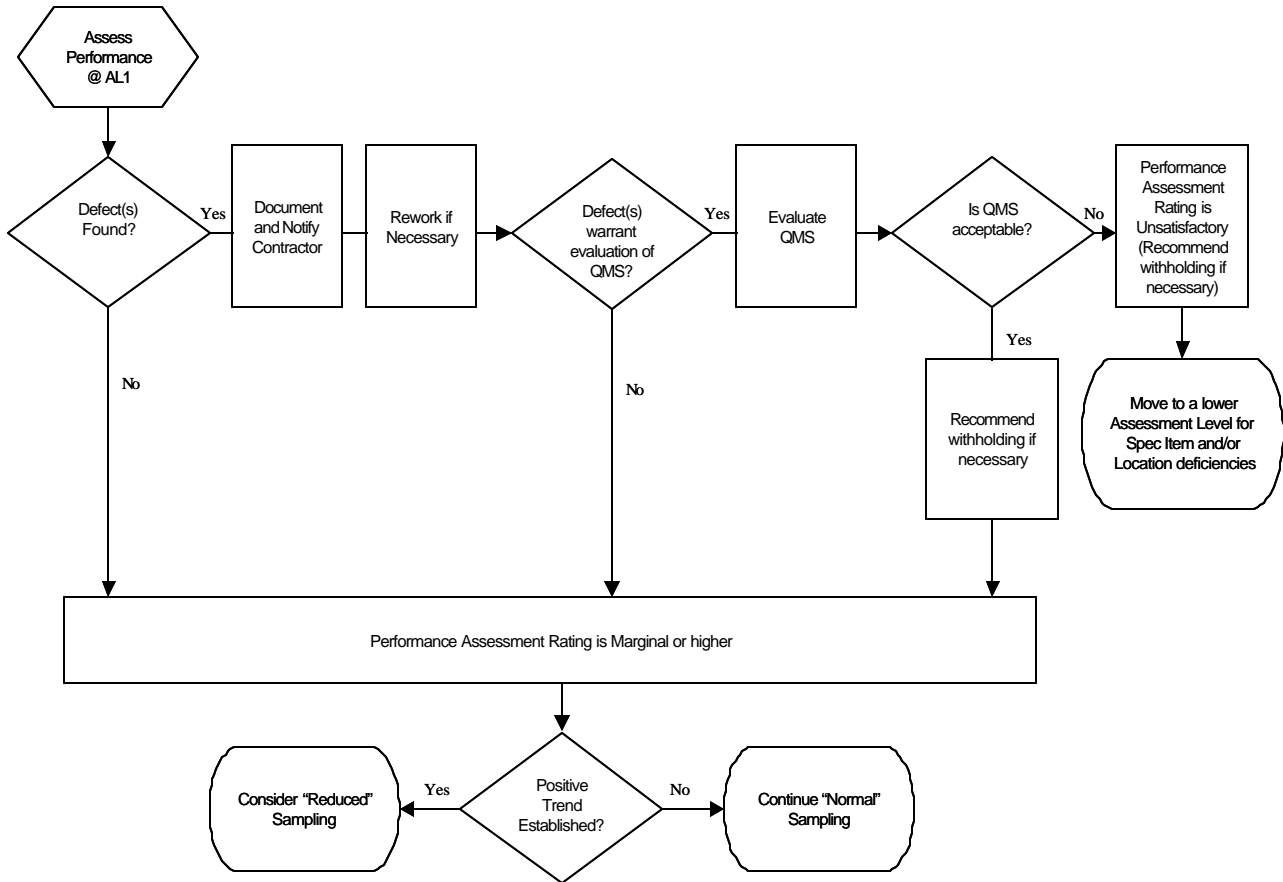 Assess
Performance
@ AL1
Defect(s)
Found?
Yes
Document
and Notify
Contractor
Rework if
Necessary
Defect(s)
warrant
evaluation of
QMS?
Yes
Evaluate
QMS
Is QMS
acceptable?
No
Performance
Assessment
Rating is
Unsatisfactory
(Recommend
withholding if
necessary)
No
No
Yes
Recommend
withholding if
necessary
Move to a lower
Assessment Level for
Spec Item and/or
Location deficiencies
Performance Assessment Rating is Marginal or higher
Consider “Reduced”
Sampling
Yes
Positive
Trend
Established?
No
Continue “Normal”
Sampling